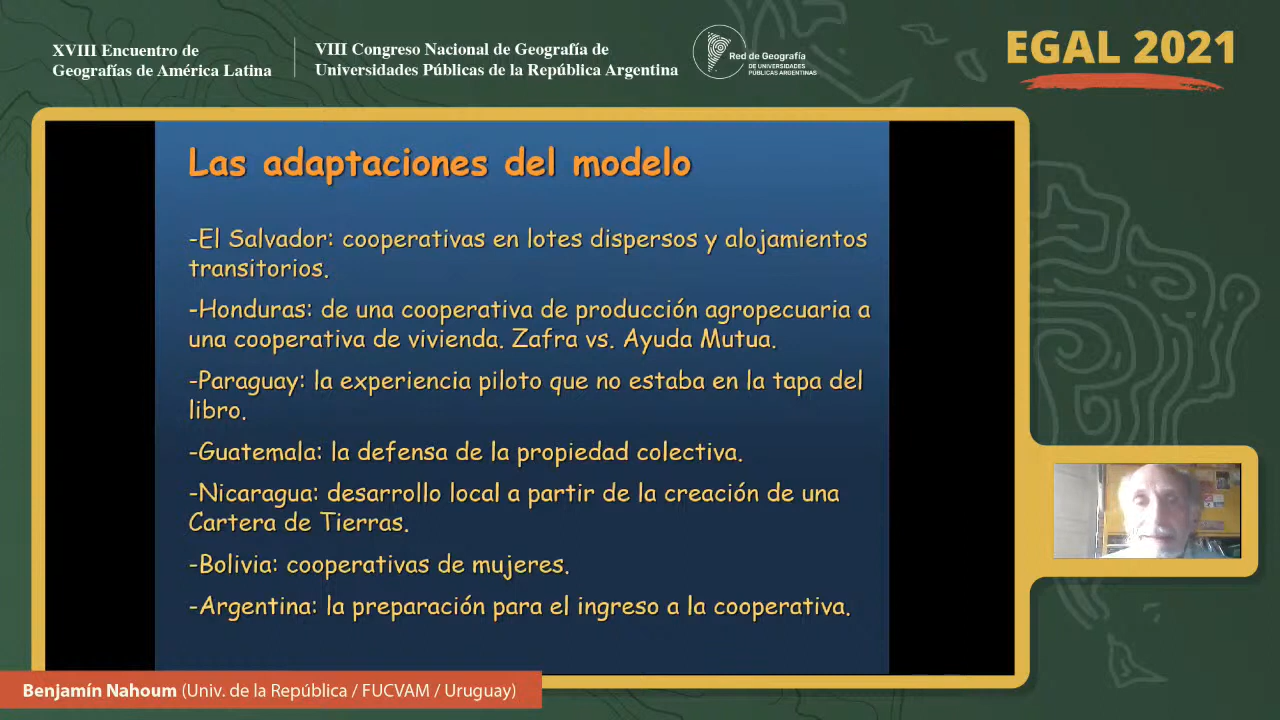 XVIII Encuentro de
Geografías de América Latina
VIII Congreso Nacional de Geografía de
Universidades Públicas de la República Argentina
Red de Geografía
DE UNIVERSIDADES
PÚBLICAS ARGENTINAS
EGAL 2021
Las adaptaciones del modelo
-El Salvador: cooperativas en lotes dispersos y alojamientos
transitorios.
-Honduras: de una cooperativa de producción agropecuaria a
una cooperativa de vivienda. Zafra vs. Ayuda Mutua.
-Paraguay: la experiencia piloto que no estaba en la tapa del
libro.
-Guatemala: la defensa de la propiedad colectiva.
-Nicaragua: desarrollo local a partir de la creación de una
Cartera de Tierras.
-Bolivia: cooperativas de mujeres.
-Argentina: la preparación para el ingreso a la cooperativa.
Benjamín Nahoum (Univ. de la República / FUCVAM / Uruguay)